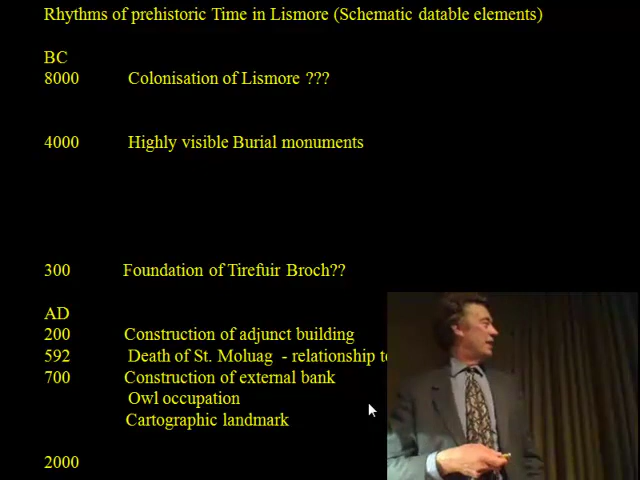 Rhythms of prehistoric Time in Lismore (Schematic datable elements)
BC
8000 Colonisation of Lismore ???
4000 Highly visible Burial monuments
300 Foundation of Tirefuir Broch??
AD
200 Construction of adjunct building
592 Death of St. Moluag - relationship
700 Construction of external bank
Owl occupation
Cartographic landmark
2000